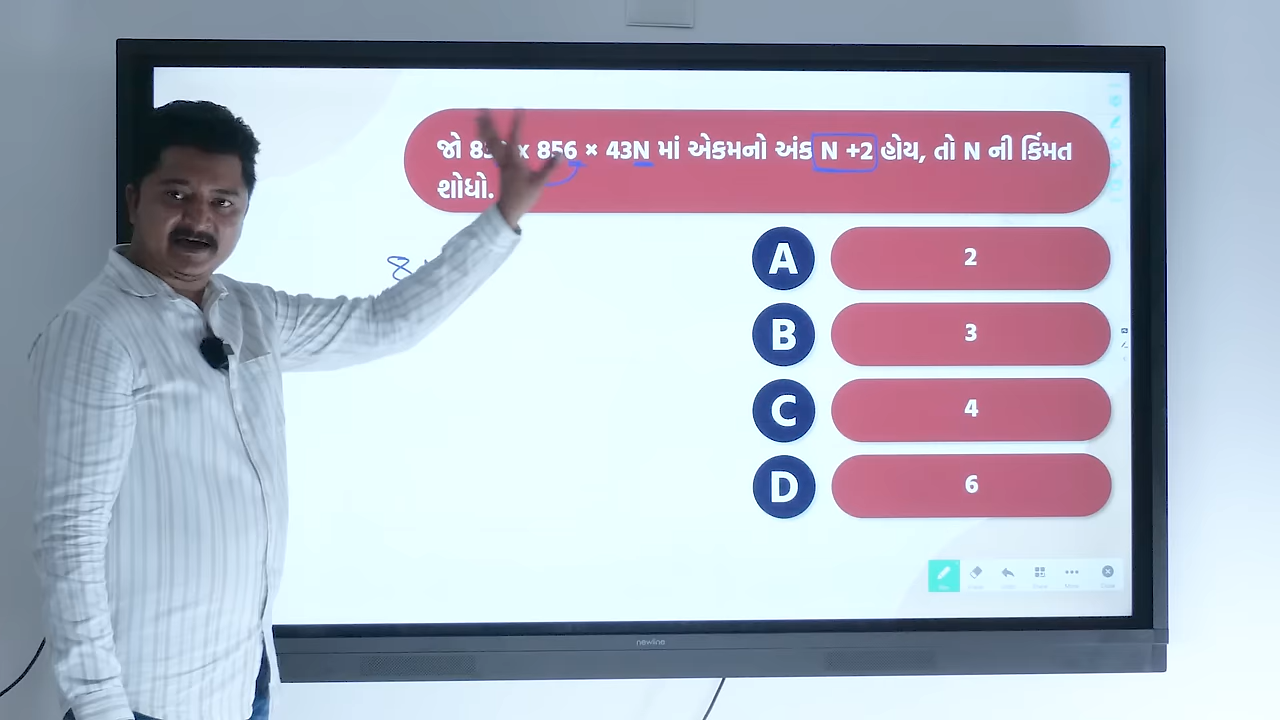 જો x 856 × 43N માં એકમનો અંક N +2 હોય, તો N ની કિંમત
શોધો.
8
A 2
B 3
C 4
D 6
newline